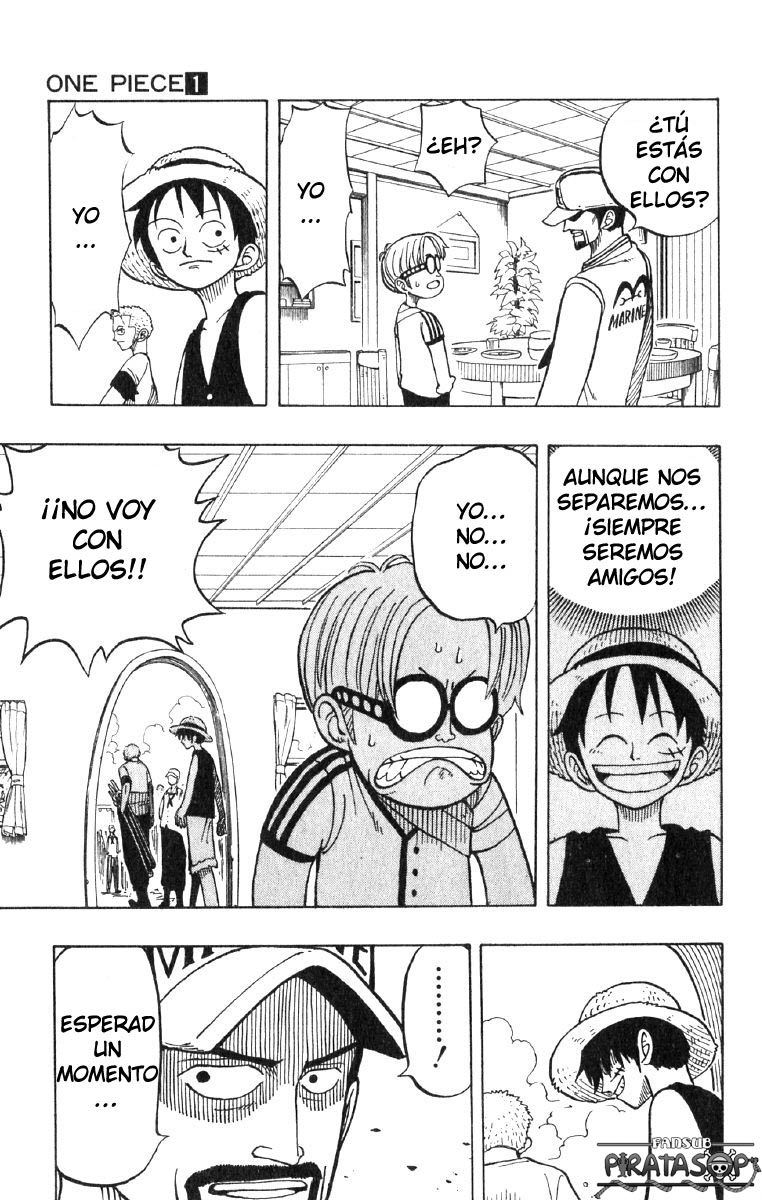 ONE PIECE 1
¿TÚ
ESTÁS
CON
ELLOS?
¿EH?
YO
...
MARINE
YO
...
AUNQUE NOS
SEPAREMOS...
¡SIEMPRE
SEREMOS
AMIGOS!
YO...
NO...
NO...
¡¡NO VOY
CON
ELLOS!!
.......!
ESPERAD
UN
MOMENTO
...
FANSUB
PIRATASOP